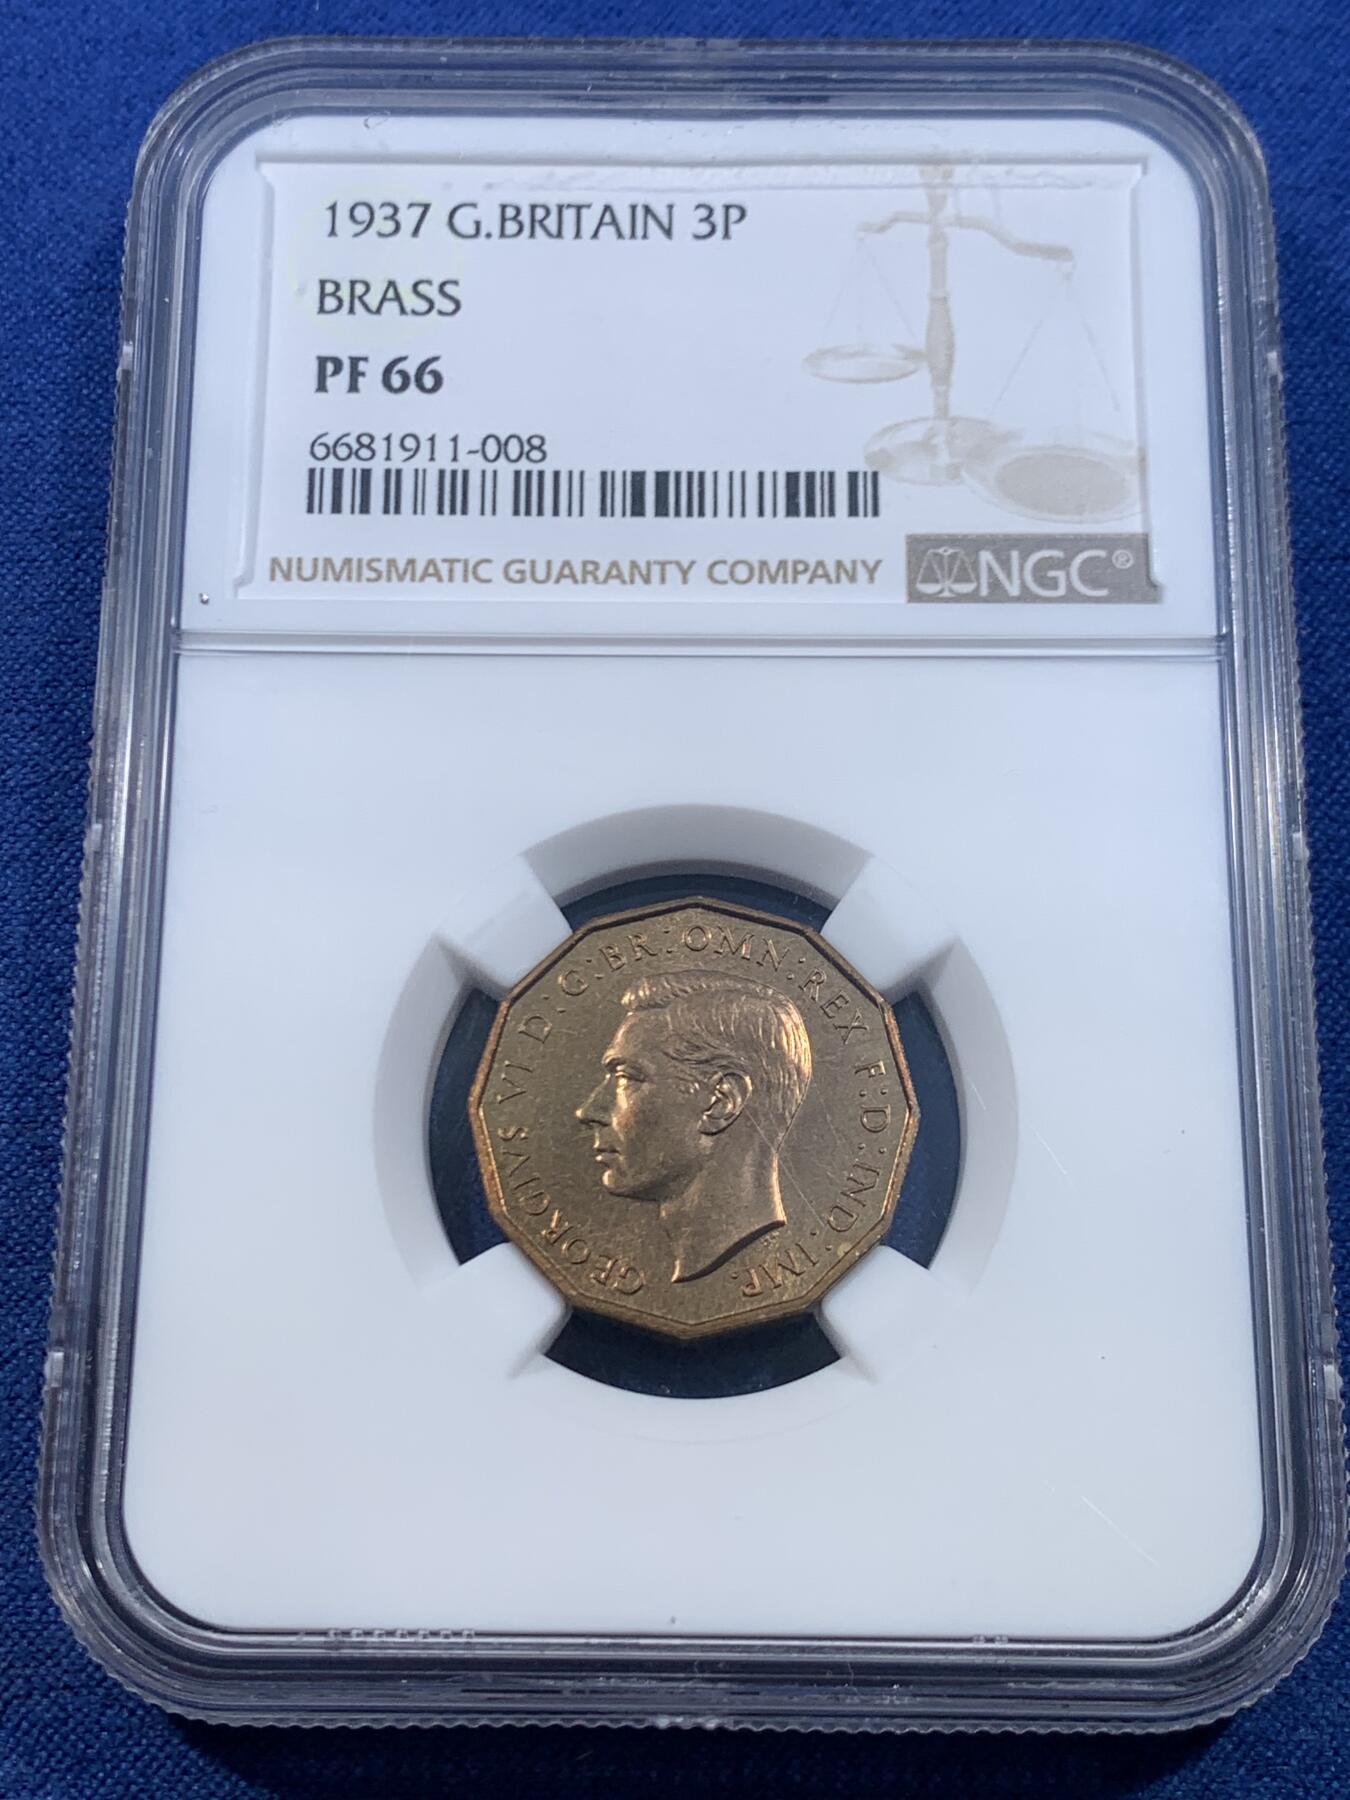 1937 G.BRITAIN 3P
BRASS
PF 66
6681911-008
NUMISMATIC GUARANTY COMPANY NGC®
GEORGIVS VI D:G:BR:OMN:REX F:D:IND:IMP.